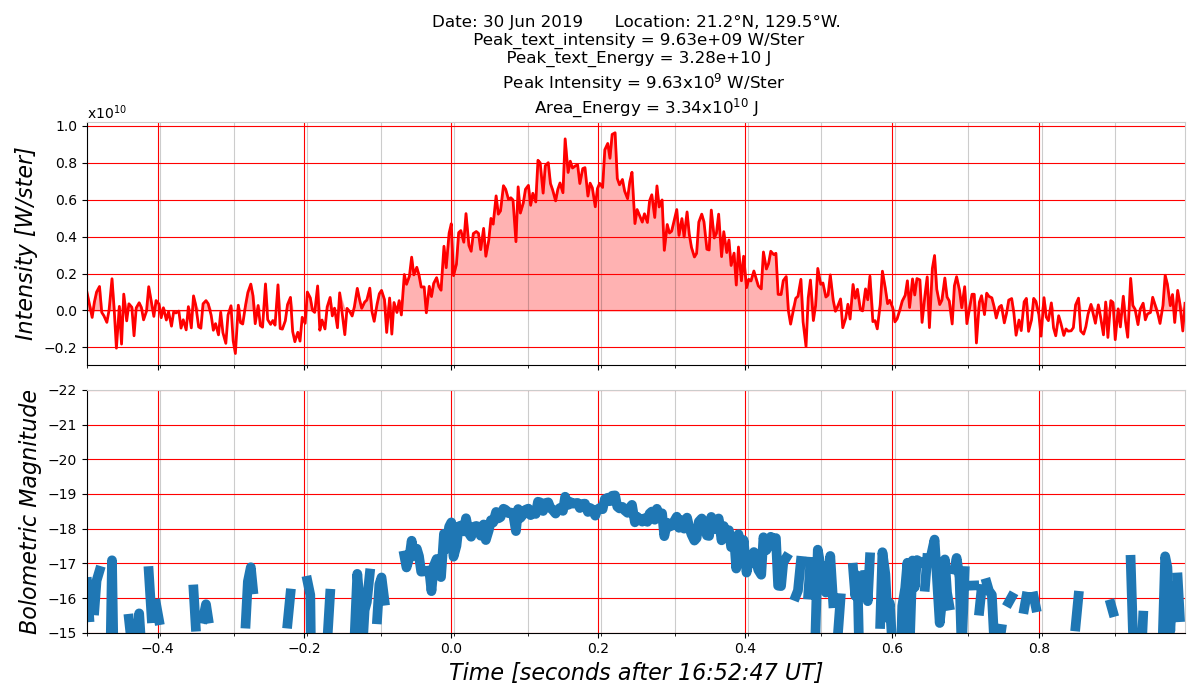 Date: 30 Jun 2019      Location: 21.2°N, 129.5°W.
Peak_text_intensity = 9.63e+09 W/Ster
Peak_text_Energy = 3.28e+10 J
Peak Intensity = 9.63x10⁹ W/Ster
Area_Energy = 3.34x10¹⁰ J
x10¹⁰
1.0
0.8
0.6
0.4
0.2
0.0
−0.2
Intensity [W/ster]
−22
−21
−20
−19
−18
−17
−16
−15
Bolometric Magnitude
−0.4 −0.2 0.0 0.2 0.4 0.6 0.8
Time [seconds after 16:52:47 UT]